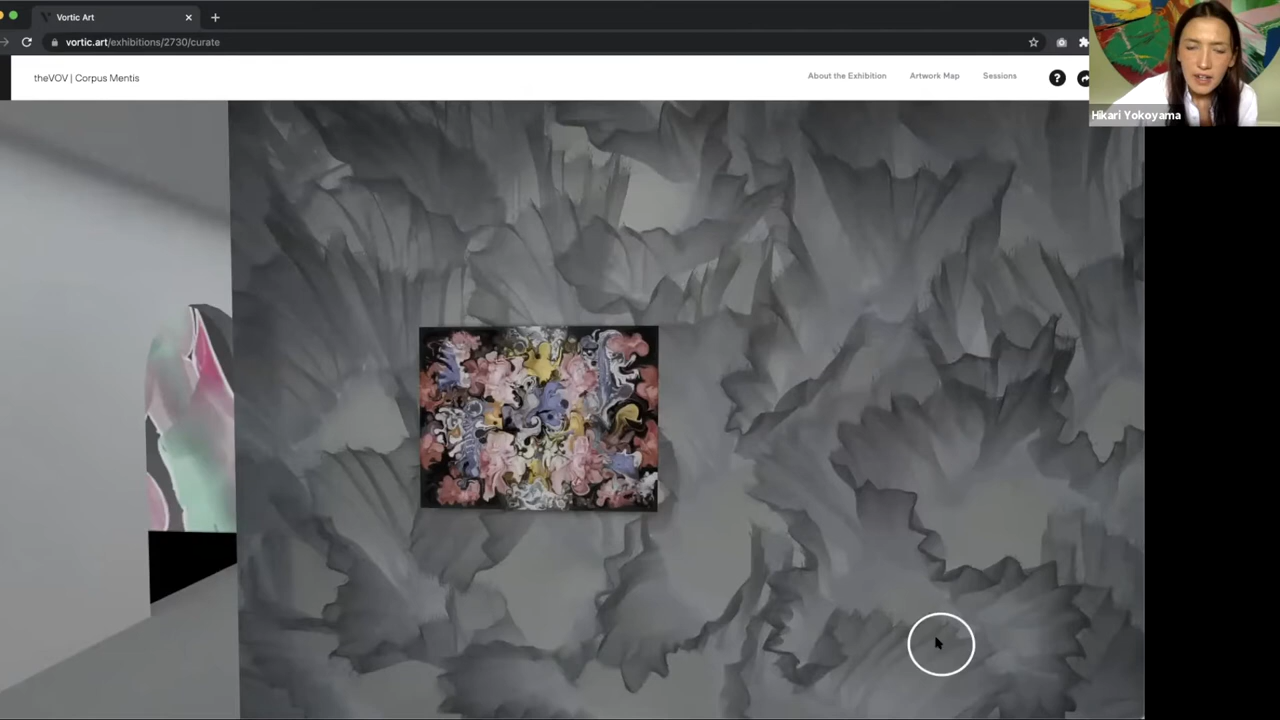 Vortic Art
vortic.art/exhibitions/2730/curate
theVOV | Corpus Mentis
About the Exhibition
Artwork Map
Sessions
?
Hikari Yokoyama